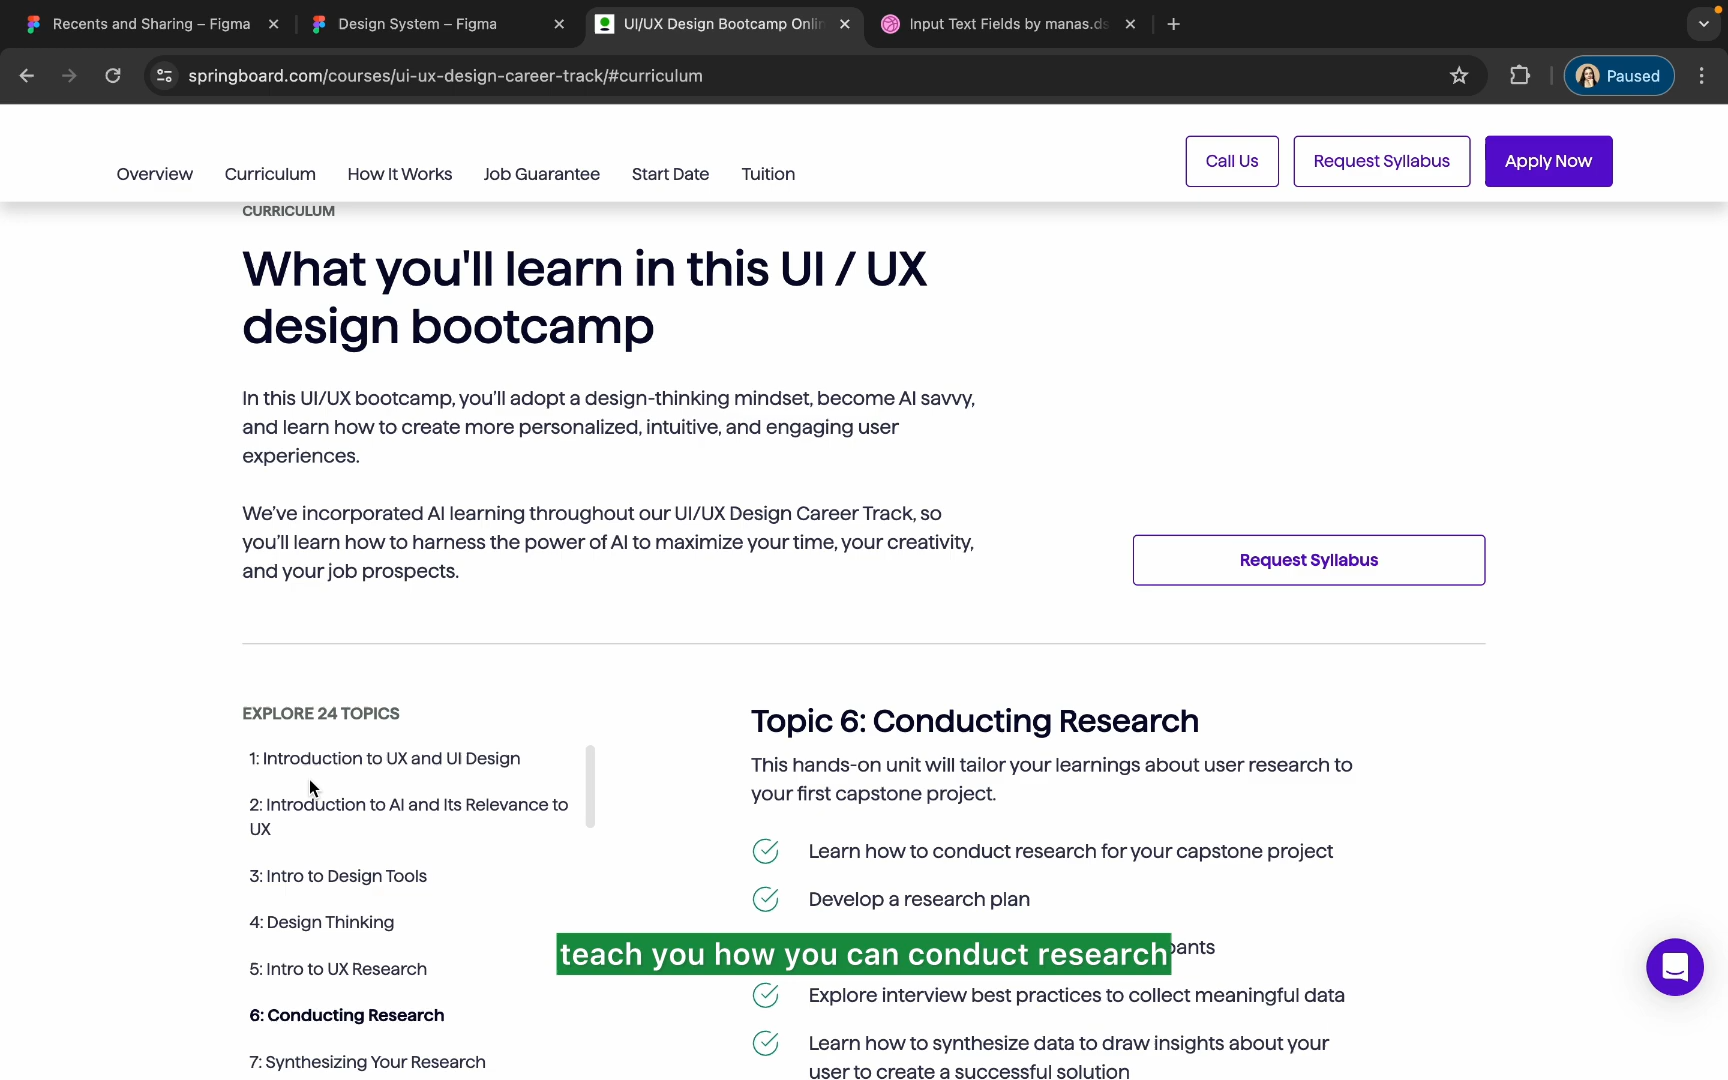 Recents and Sharing – Figma
Design System – Figma
UI/UX Design Bootcamp Onli
Input Text Fields by manas.ds
springboard.com/courses/ui-ux-design-career-track/#curriculum
Paused
Overview
Curriculum
How It Works
Job Guarantee
Start Date
Tuition
Call Us
Request Syllabus
Apply Now
CURRICULUM
What you'll learn in this UI / UX
design bootcamp
In this UI/UX bootcamp, you'll adopt a design-thinking mindset, become AI savvy,
and learn how to create more personalized, intuitive, and engaging user
experiences.
We've incorporated AI learning throughout our UI/UX Design Career Track, so
you'll learn how to harness the power of AI to maximize your time, your creativity,
and your job prospects.
Request Syllabus
EXPLORE 24 TOPICS
1: Introduction to UX and UI Design
2: Introduction to AI and Its Relevance to
UX
3: Intro to Design Tools
4: Design Thinking
5: Intro to UX Research
6: Conducting Research
7: Synthesizing Your Research
Topic 6: Conducting Research
This hands-on unit will tailor your learnings about user research to
your first capstone project.
Learn how to conduct research for your capstone project
Develop a research plan
teach you how you can conduct research
Explore interview best practices to collect meaningful data
Learn how to synthesize data to draw insights about your
user to create a successful solution